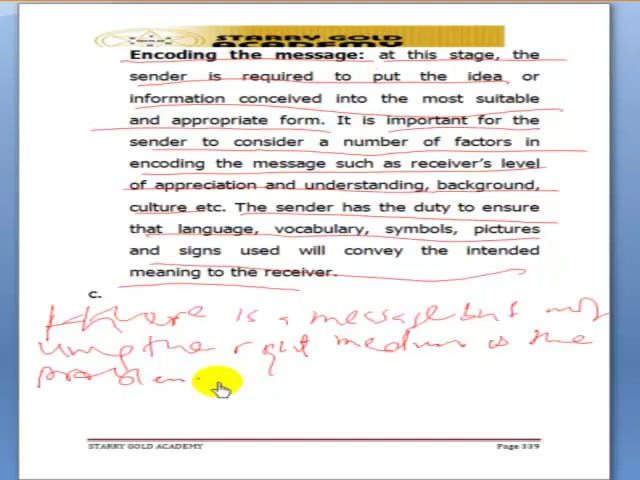 STARRY GOLD
ACADEMY
Encoding the message: at this stage, the
sender is required to put the idea or
information conceived into the most suitable
and appropriate form. It is important for the
sender to consider a number of factors in
encoding the message such as receiver's level
of appreciation and understanding, background,
culture etc. The sender has the duty to ensure
that language, vocabulary, symbols, pictures
and signs used will convey the intended
meaning to the receiver.
c.
is a message but not
using the right medium is the
problem.
STARRY GOLD ACADEMY Page 339